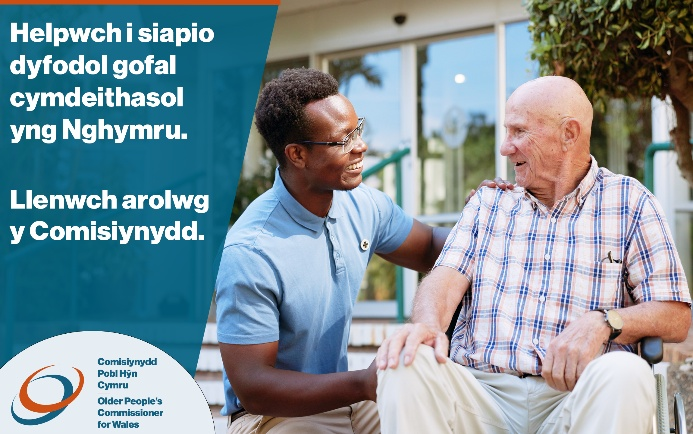 Helpwch i siapio
dyfodol gofal
cymdeithasol
yng Nghymru.
Llenwch arolwg
y Comisiynydd.
Comisiynydd
Pobl Hŷn
Cymru
Older People's
Commissioner
for Wales